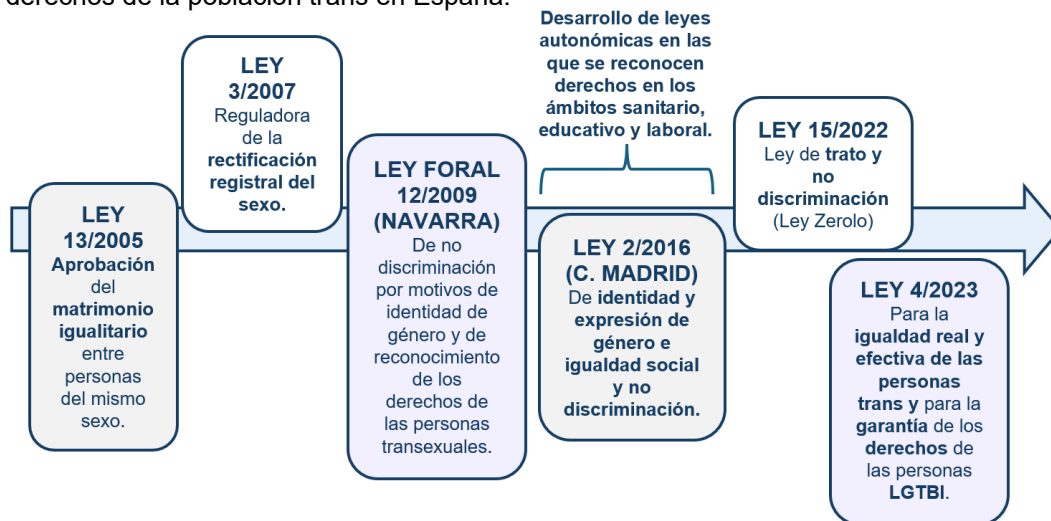 derechos de la población trans en España.
LEY
13/2005
Aprobación
del
matrimonio
igualitario
entre
personas
del mismo
sexo.
LEY
3/2007
Reguladora
de la
rectificación
registral del
sexo.
LEY FORAL
12/2009
(NAVARRA)
De no
discriminación
por motivos de
identidad de
género y de
reconocimiento
de los
derechos de
las personas
transexuales.
Desarrollo de leyes
autonómicas en las
que se reconocen
derechos en los
ámbitos sanitario,
educativo y laboral.
LEY 2/2016
(C. MADRID)
De identidad y
expresión de
género e
igualdad social
y no
discriminación.
LEY 15/2022
Ley de trato y
no
discriminación
(Ley Zerolo)
LEY 4/2023
Para la
igualdad real y
efectiva de las
personas
trans y para la
garantía de los
derechos de
las personas
LGTBI.